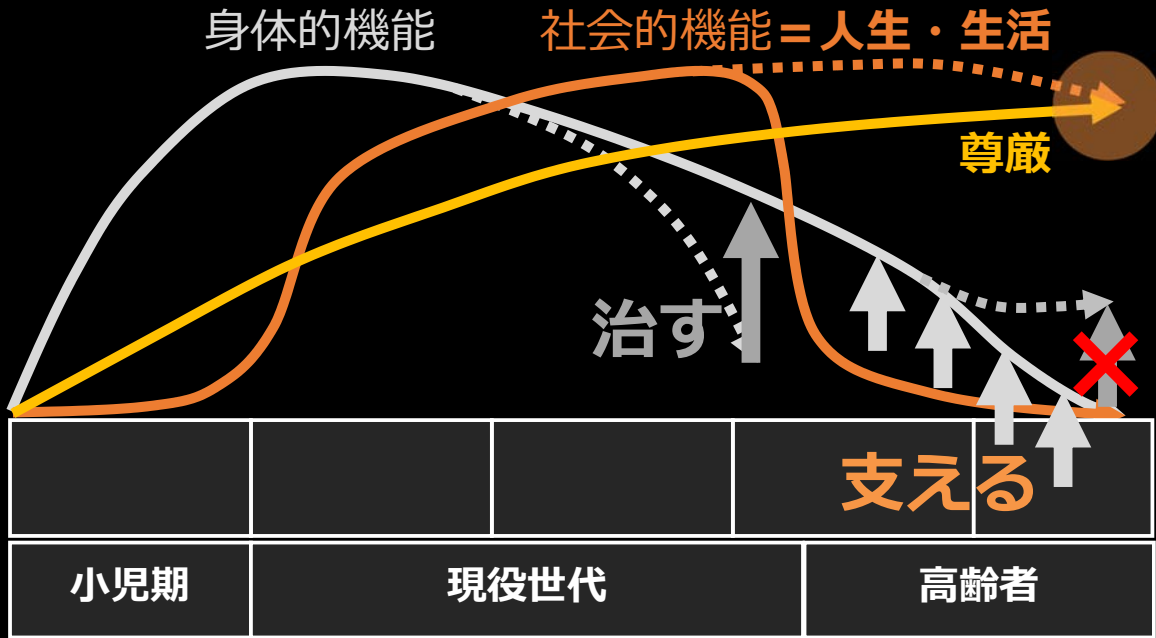 身体的機能
社会的機能=人生・生活
尊厳
治す
支える
小児期
現役世代
高齢者